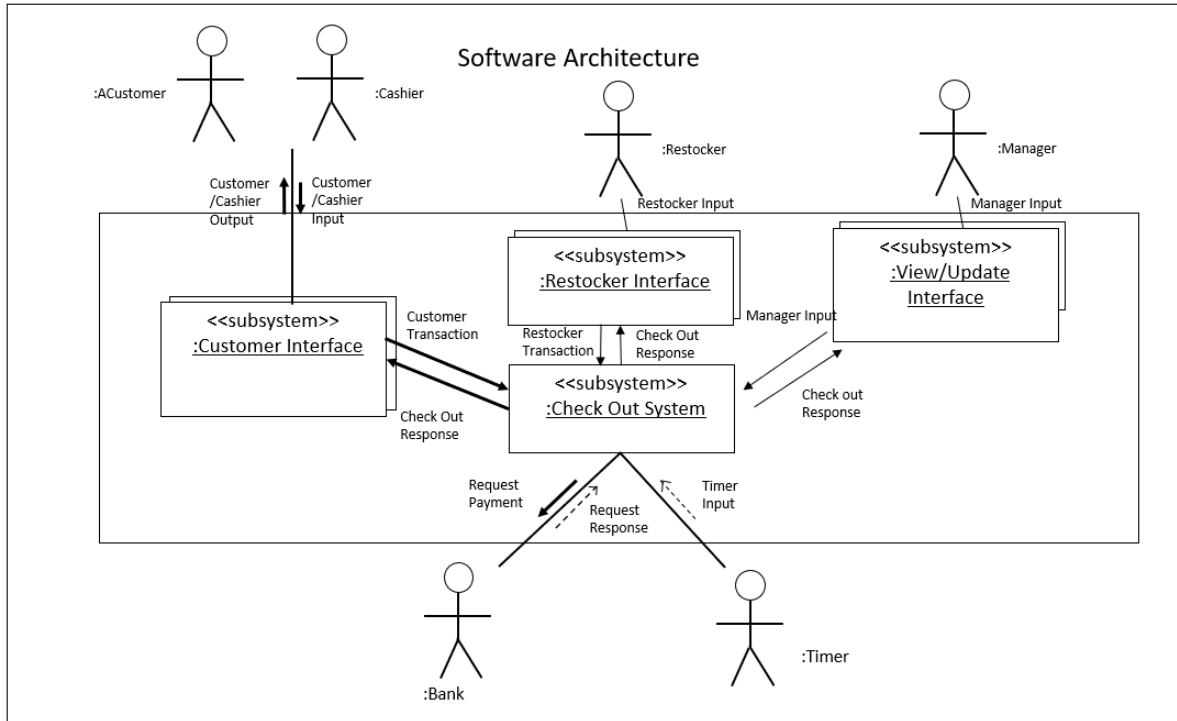 Software Architecture
:ACustomer
:Cashier
:Restocker
:Manager
Customer
/Cashier
Output
Customer
/Cashier
Input
Restocker Input
Manager Input
<<subsystem>>
:Restocker Interface
<<subsystem>>
:View/Update
Interface
<<subsystem>>
:Customer Interface
Customer
Transaction
Restocker
Transaction
Check Out
Response
Manager Input
<<subsystem>>
:Check Out System
Check Out
Response
Check out
Response
Request
Payment
Request
Response
Timer
Input
:Bank
:Timer